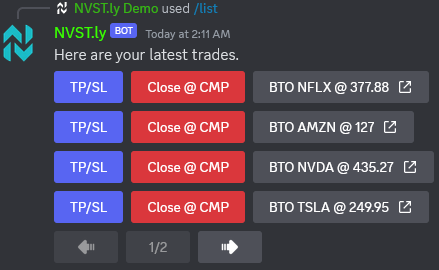 NVST.ly Demo used /list
NVST.ly BOT Today at 2:11 AM
Here are your latest trades.
TP/SL Close @ CMP BTO NFLX @ 377.88
TP/SL Close @ CMP BTO AMZN @ 127
TP/SL Close @ CMP BTO NVDA @ 435.27
TP/SL Close @ CMP BTO TSLA @ 249.95
1/2